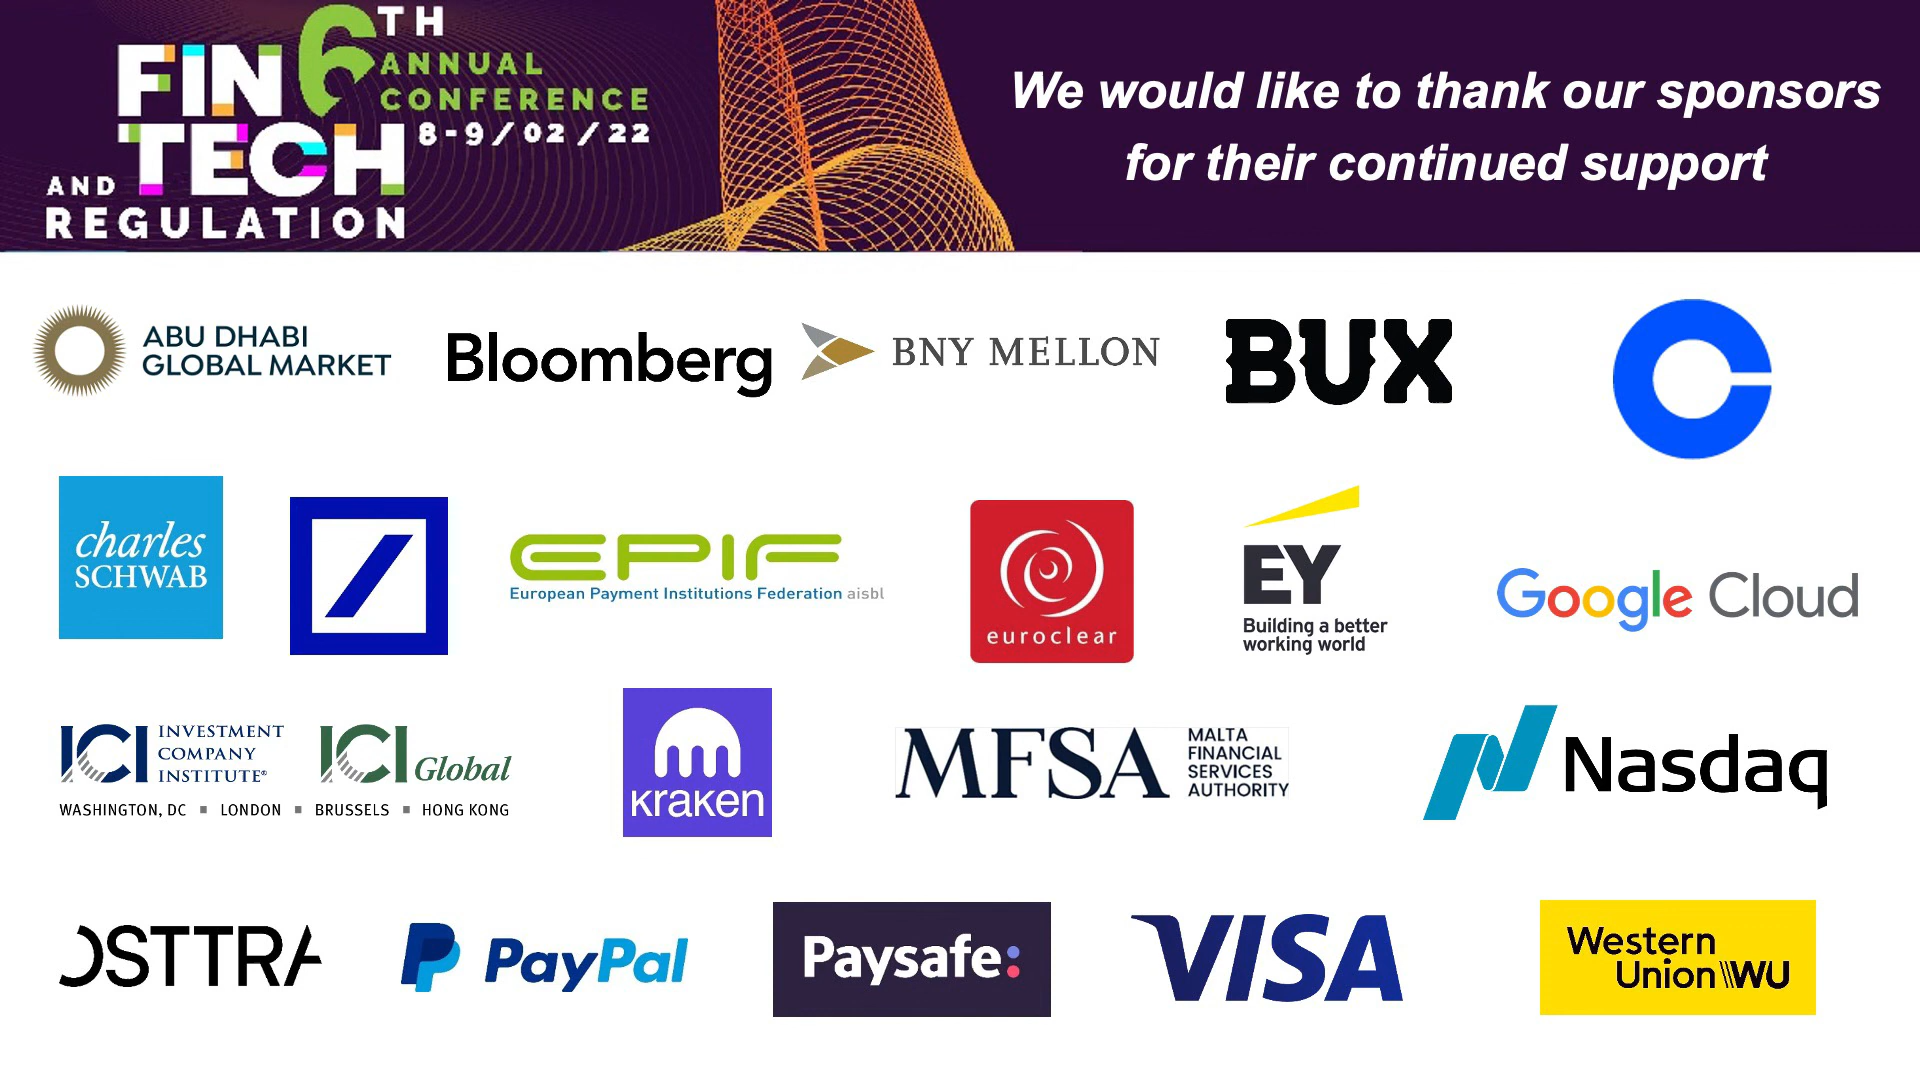 FIN 6TH
ANNUAL
CONFERENCE
TECH 8-9/02/22
AND
REGULATION
We would like to thank our sponsors
for their continued support
ABU DHABI
GLOBAL MARKET
Bloomberg
BNY MELLON
BUX
charles
SCHWAB
EPIF
European Payment Institutions Federation aisbl
euroclear
EY
Building a better
working world
Google Cloud
ICI INVESTMENT
COMPANY
INSTITUTE®
ICI Global
WASHINGTON, DC ▪ LONDON ▪ BRUSSELS ▪ HONG KONG
kraken
MFSA
MALTA
FINANCIAL
SERVICES
AUTHORITY
Nasdaq
OSTTRA
P PayPal
Paysafe:
VISA
Western
Union\\WU